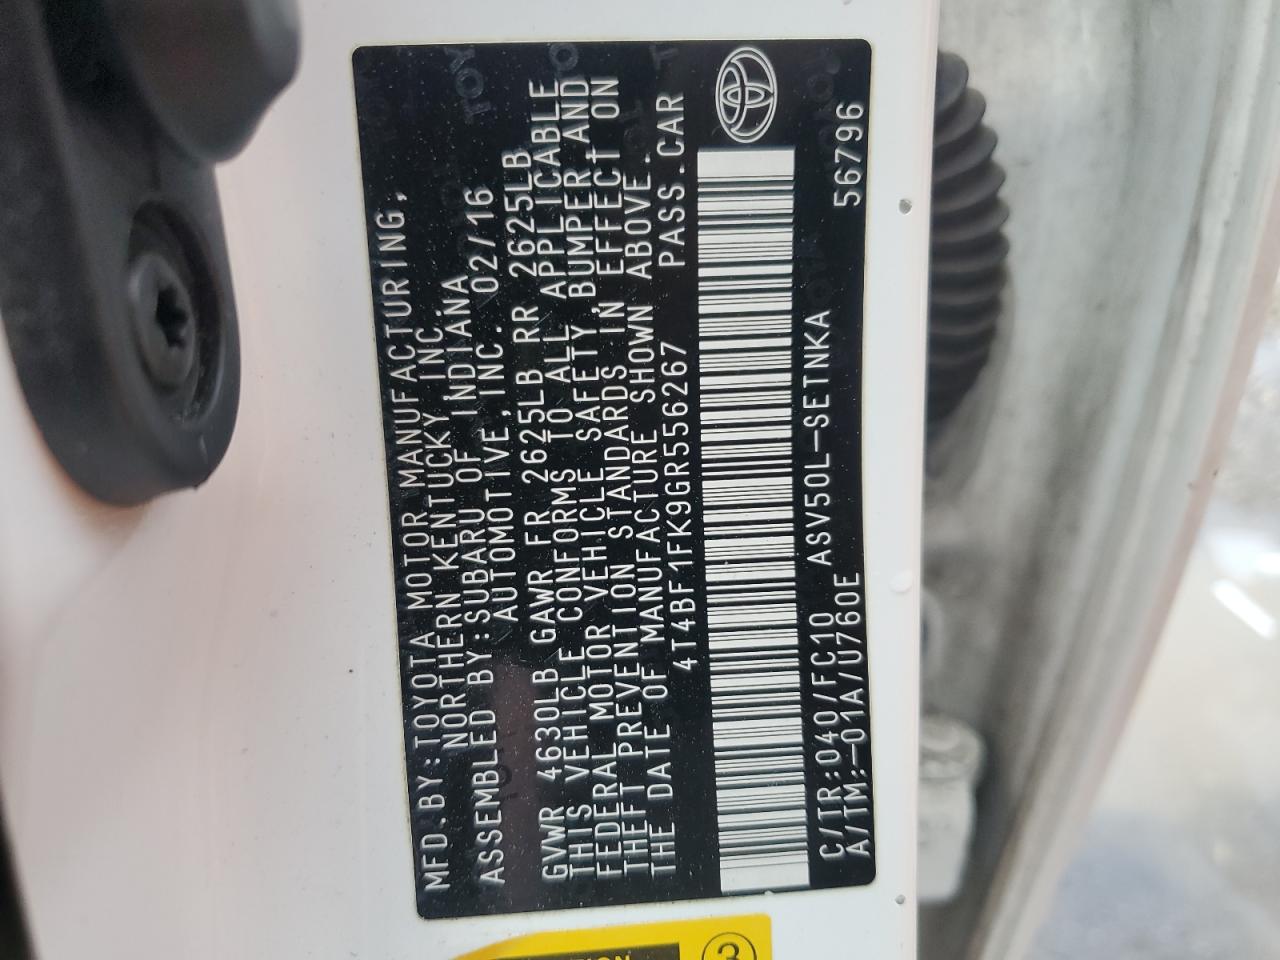 MFD.BY:TOYOTA MOTOR MANUFACTURING,
NORTHERN KENTUCKY, INC.
ASSEMBLED BY:SUBARU OF INDIANA
AUTOMOTIVE,INC. 02/16
GVWR 4630LB GAWR FR 2625LB RR 2625LB
THIS VEHICLE CONFORMS TO ALL APPLICABLE
FEDERAL MOTOR VEHICLE SAFETY,BUMPER AND
THEFT PREVENTION STANDARDS IN EFFECT ON
THE DATE OF MANUFACTURE SHOWN ABOVE.
4T4BF1FK9GR556267 PASS.CAR
C/TR:040/FC10 ASV50L-SETNKA 56796
A/TM:-01A/U760E
3